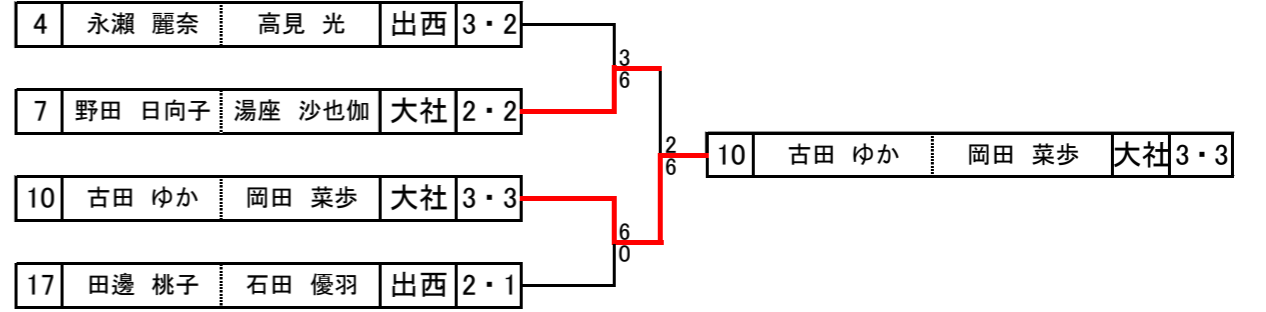 4 永瀨 麗奈 高見 光 出西 3・2
3
6
7 野田 日向子 湯座 沙也伽 大社 2・2
2
6
10 古田 ゆか 岡田 菜歩 大社 3・3
10 古田 ゆか 岡田 菜歩 大社 3・3
6
0
17 田邊 桃子 石田 優羽 出西 2・1